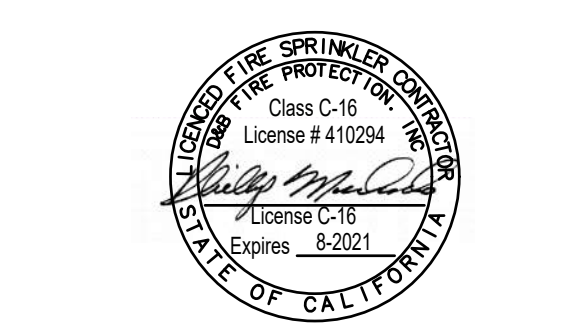 LICENCED FIRE SPRINKLER CONTRACTOR
D&B FIRE PROTECTION. INC
Class C-16
License # 410294
License C-16
Expires 8-2021
STATE OF CALIFORNIA